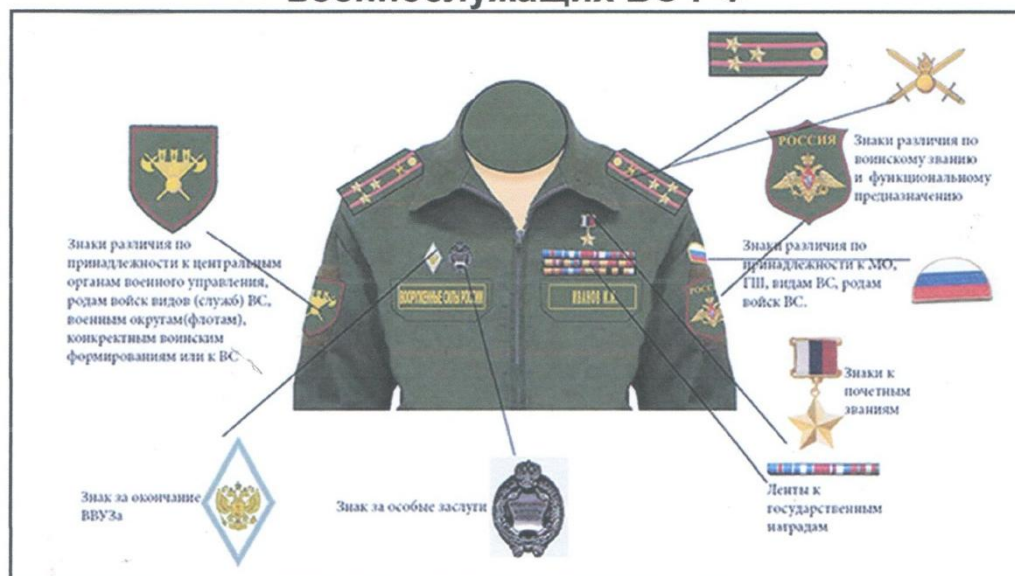 РОССИЯ
Знаки различия по
воинскому званию
и функциональному
предназначению
Знаки различия по
принадлежности к центральным
органам военного управления,
родам войск видов (служб) ВС,
военным округам(флотам),
конкретным воинским
формированиям или к ВС
Знаки различия по
принадлежности к МО,
ГШ, видам ВС, родам
войск ВС.
ВООРУЖЕННЫЕ СИЛЫ РОССИИ
ИВАНОВ И.И.
Знаки к
почетным
званиям
Знак за окончание
ВВУЗа
Знак за особые заслуги
Ленты к
государственным
наградам